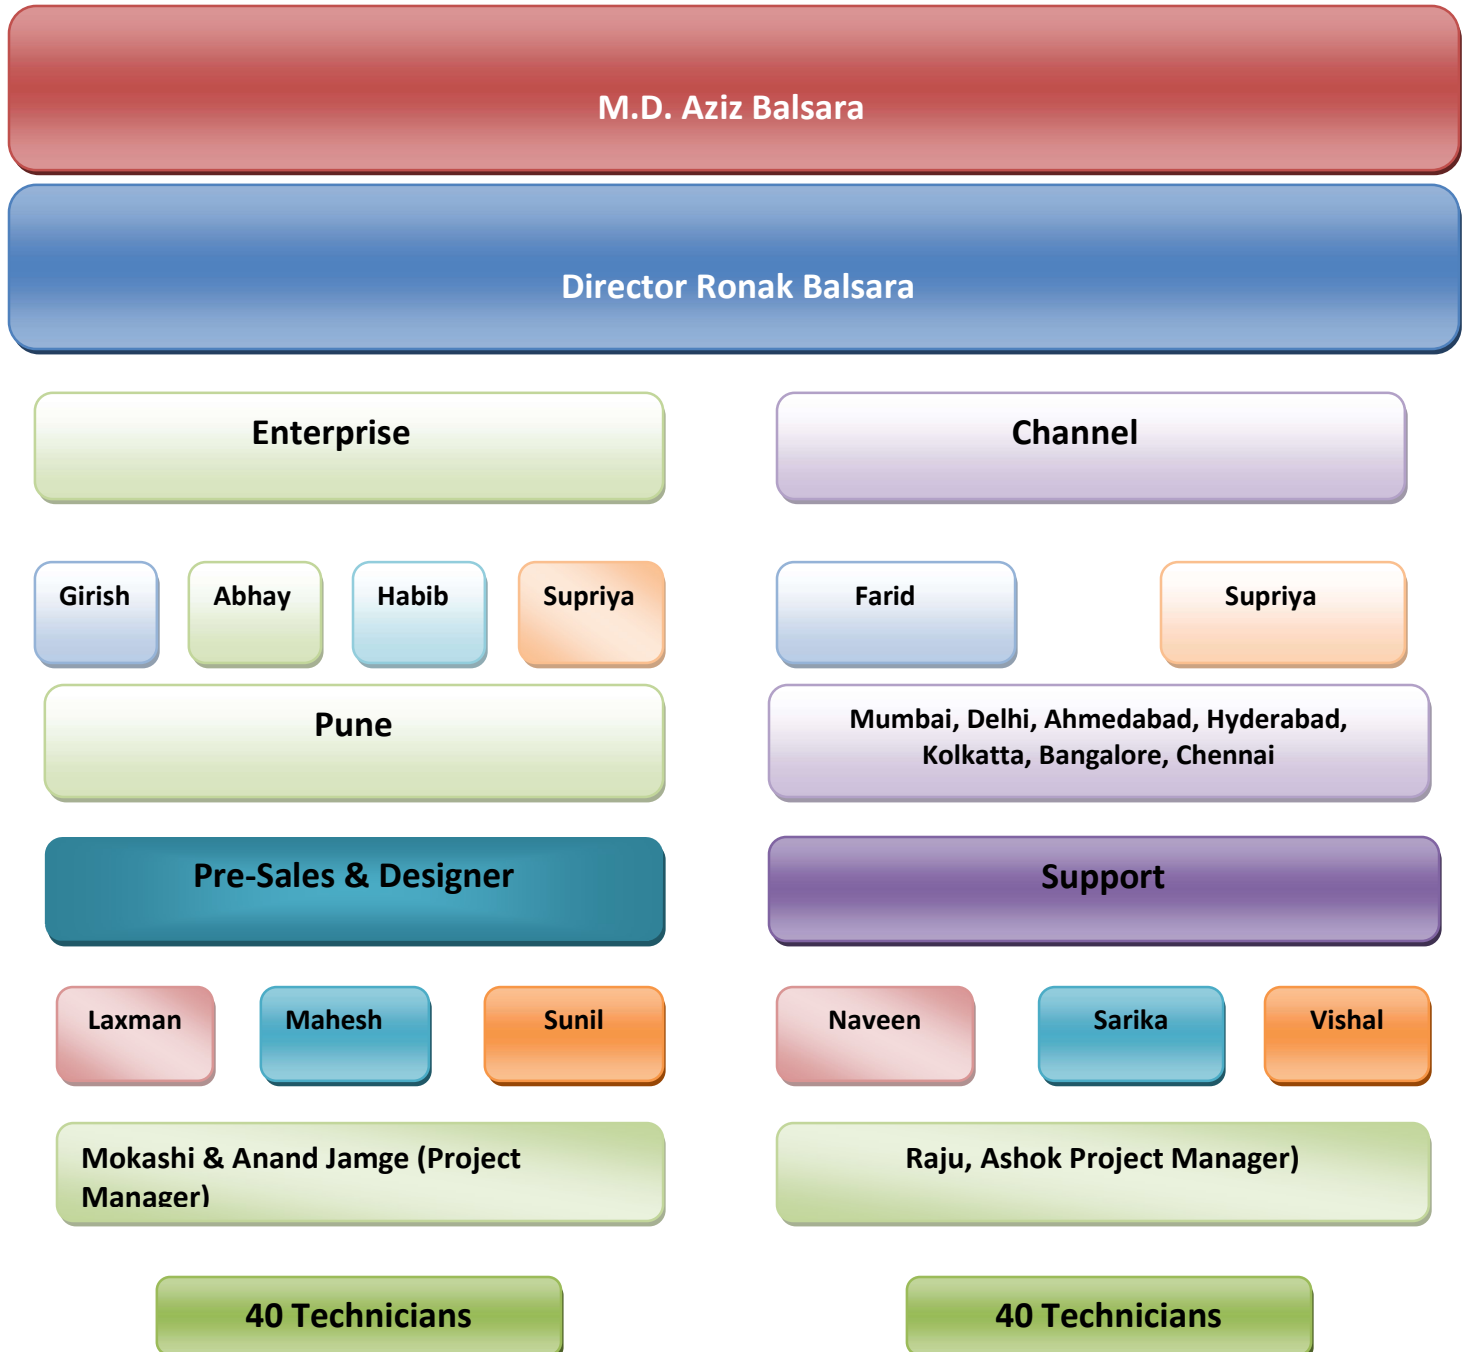 M.D. Aziz Balsara
Director Ronak Balsara
Enterprise
Channel
Girish
Abhay
Habib
Supriya
Farid
Supriya
Pune
Mumbai, Delhi, Ahmedabad, Hyderabad,
Kolkatta, Bangalore, Chennai
Pre-Sales & Designer
Support
Laxman
Mahesh
Sunil
Naveen
Sarika
Vishal
Mokashi & Anand Jamge (Project
Manager)
Raju, Ashok Project Manager)
40 Technicians
40 Technicians